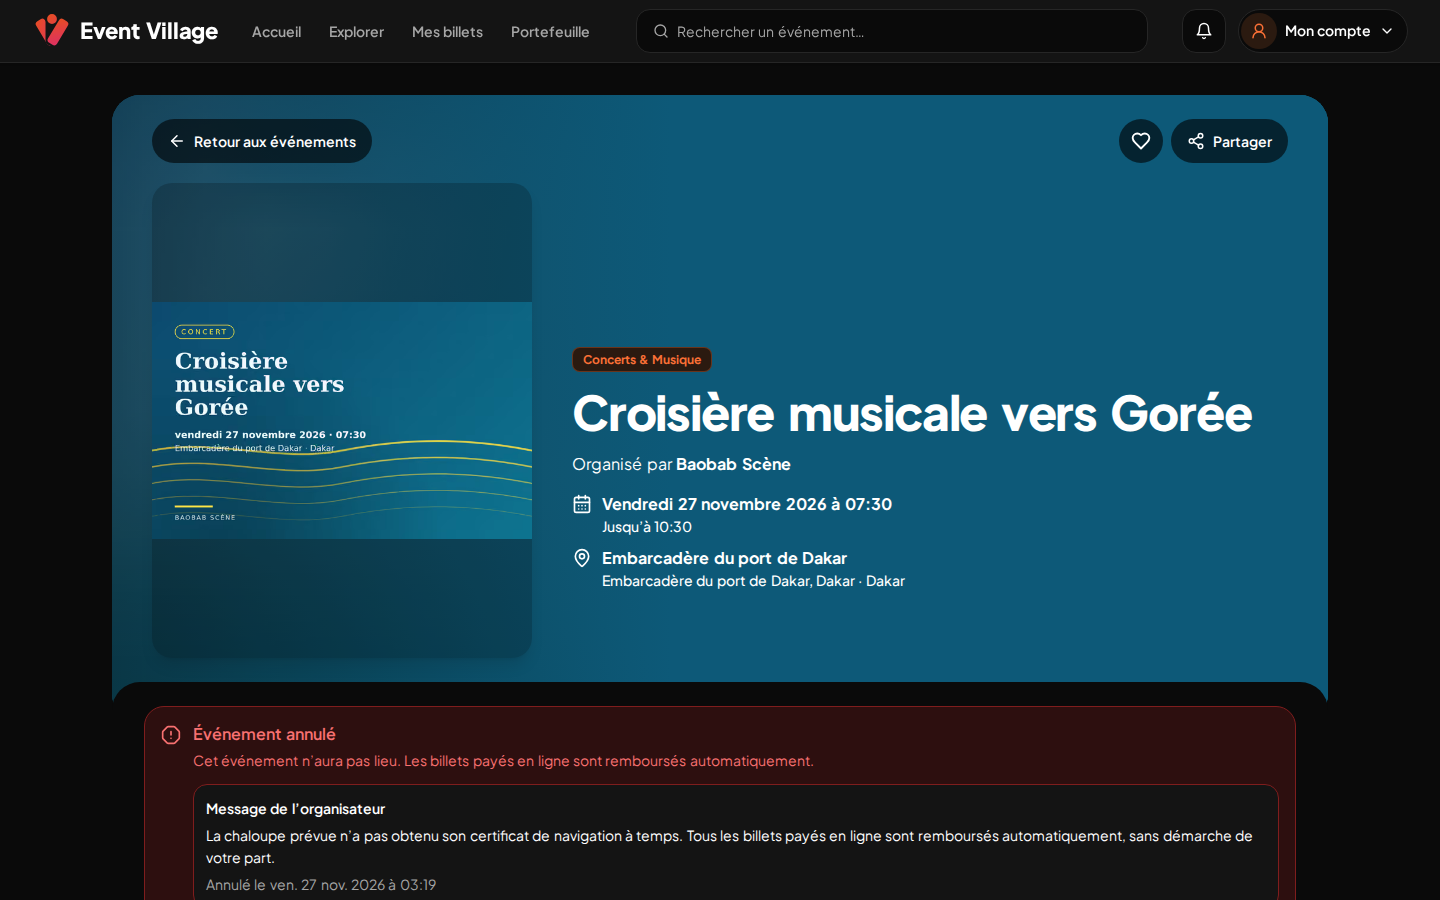 Event Village
Accueil
Explorer
Mes billets
Portefeuille
Rechercher un événement...
Mon compte
Retour aux événements
Partager
CONCERT
Croisière
musicale vers
Gorée
vendredi 27 novembre 2026 · 07:30
Embarcadère du port de Dakar · Dakar
BAOBAB SCÈNE
Concerts & Musique
Croisière musicale vers Gorée
Organisé par Baobab Scène
Vendredi 27 novembre 2026 à 07:30
Jusqu'à 10:30
Embarcadère du port de Dakar
Embarcadère du port de Dakar, Dakar · Dakar
Événement annulé
Cet événement n'aura pas lieu. Les billets payés en ligne sont remboursés automatiquement.
Message de l'organisateur
La chaloupe prévue n'a pas obtenu son certificat de navigation à temps. Tous les billets payés en ligne sont remboursés automatiquement, sans démarche de
votre part.
Annulé le ven. 27 nov. 2026 à 03:19